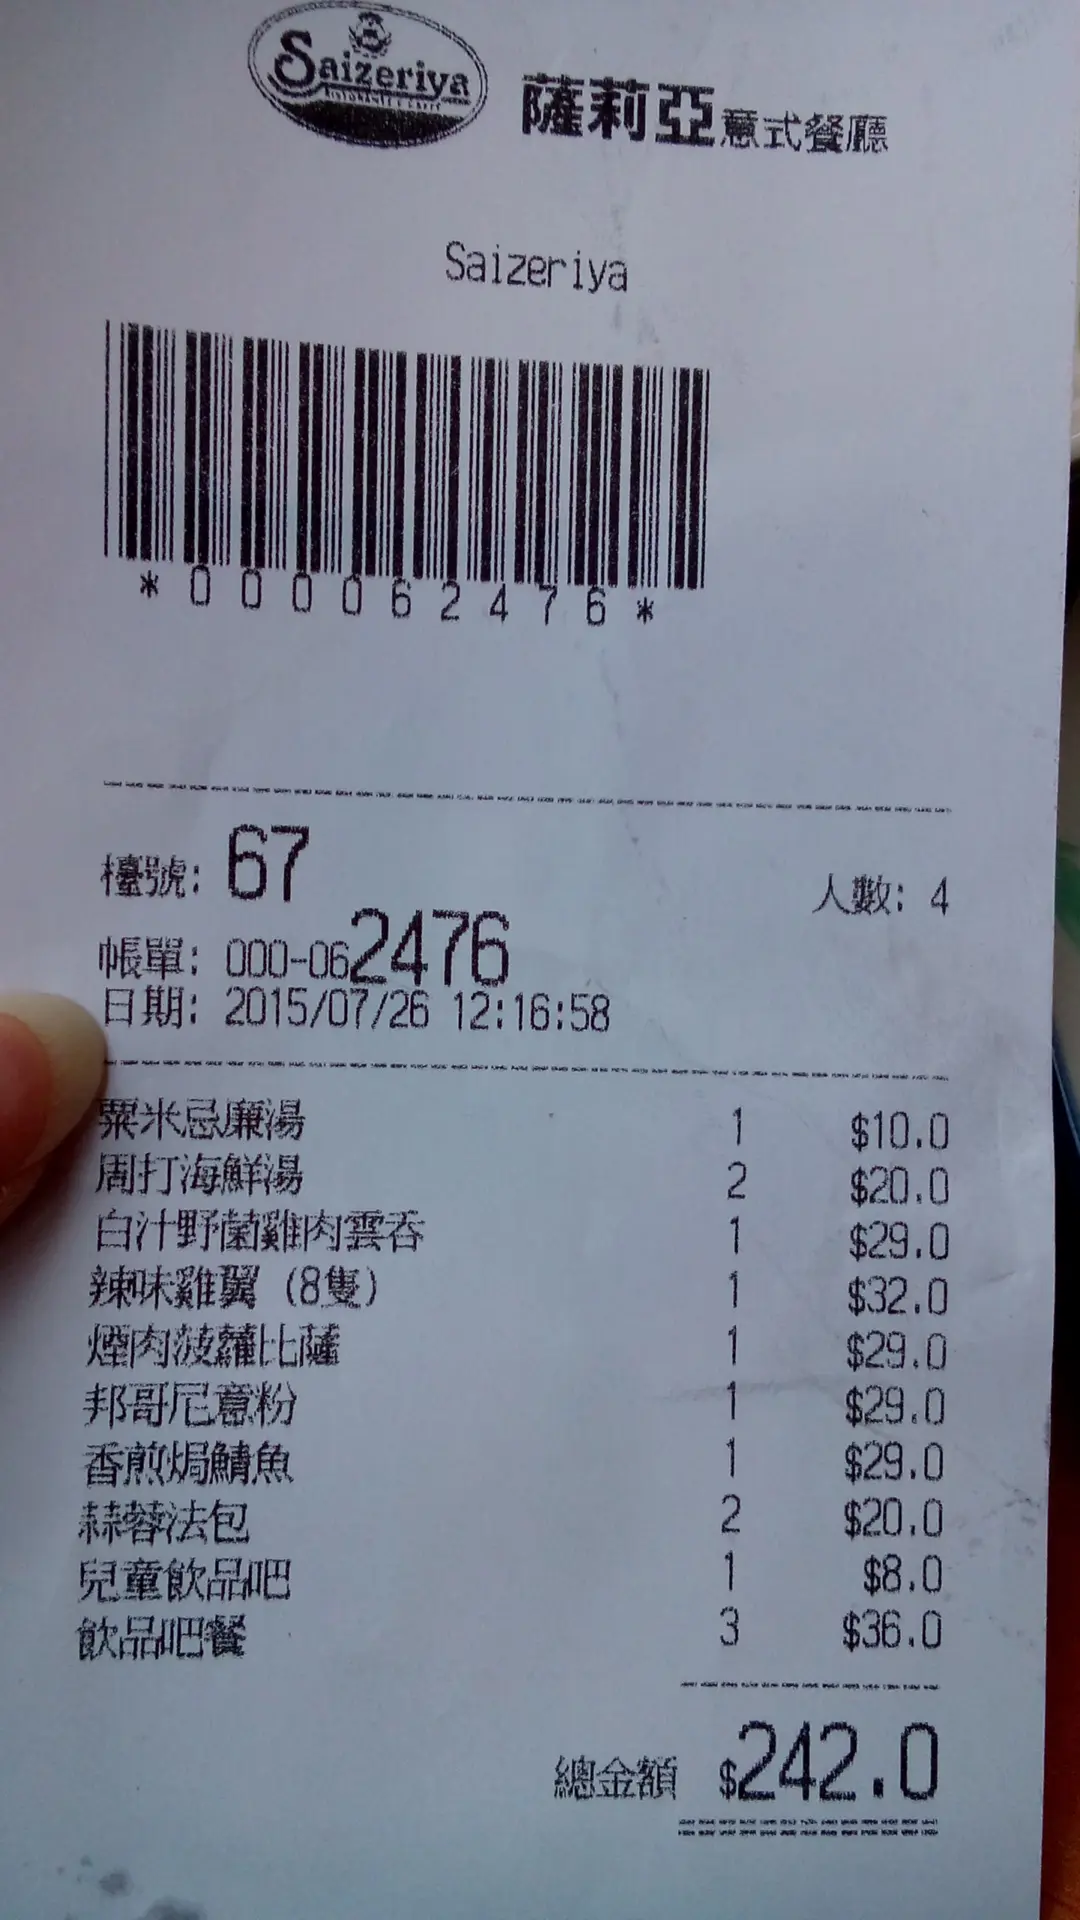 Saizeriya
薩莉亞意式餐廳
Saizeriya
*000062476*
檯號: 67
人數: 4
帳單: 000-062476
日期: 2015/07/26 12:16:58
粟米忌廉湯 1 $10.0
周打海鮮湯 2 $20.0
白汁野菌雞肉雲吞 1 $29.0
辣味雞翼 (8隻) 1 $32.0
煙肉菠蘿比薩 1 $29.0
邦哥尼意粉 1 $29.0
香煎焗鯖魚 1 $29.0
蒜蓉法包 2 $20.0
兒童飲品吧 1 $8.0
飲品吧餐 3 $36.0
總金額 $242.0